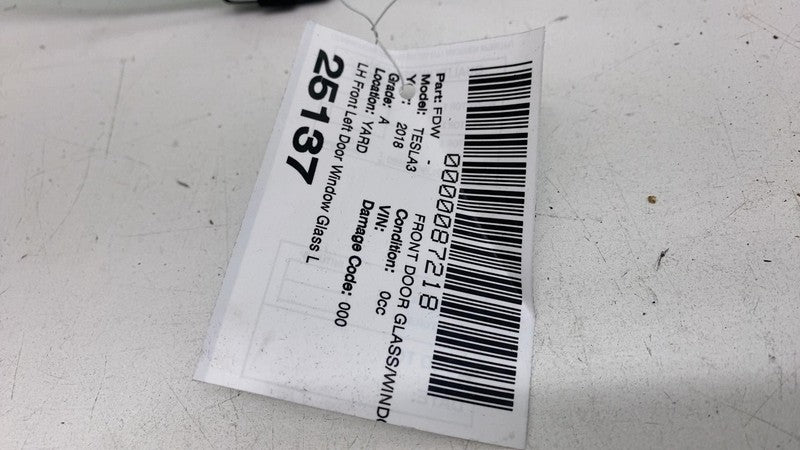 0000087218
Part: FDW - FRONT DOOR GLASS/WINDO
Model: TESLA3 Condition: 0cc
2018 VIN:
Grade: A Damage Code: 000
Location: YARD
LH Front Left Door Window Glass L
25137